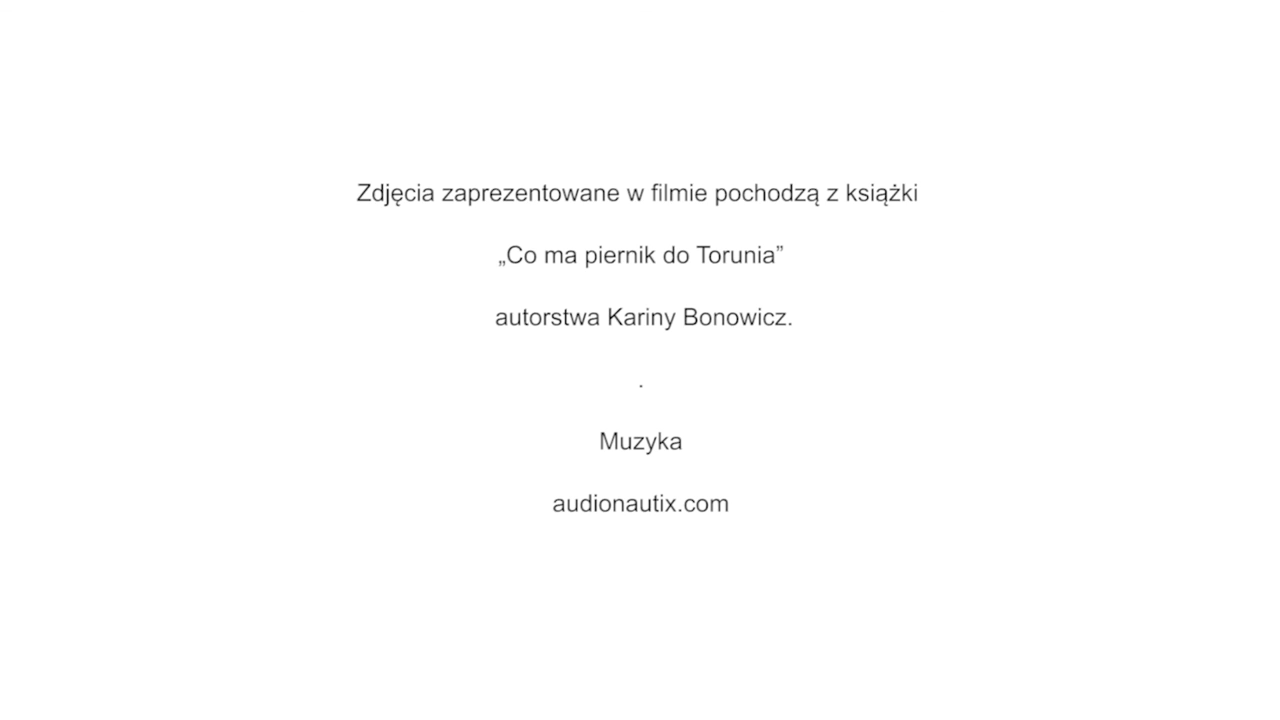 Zdjęcia zaprezentowane w filmie pochodzą z książki
„Co ma piernik do Torunia”
autorstwa Kariny Bonowicz.
.
Muzyka
audionautix.com